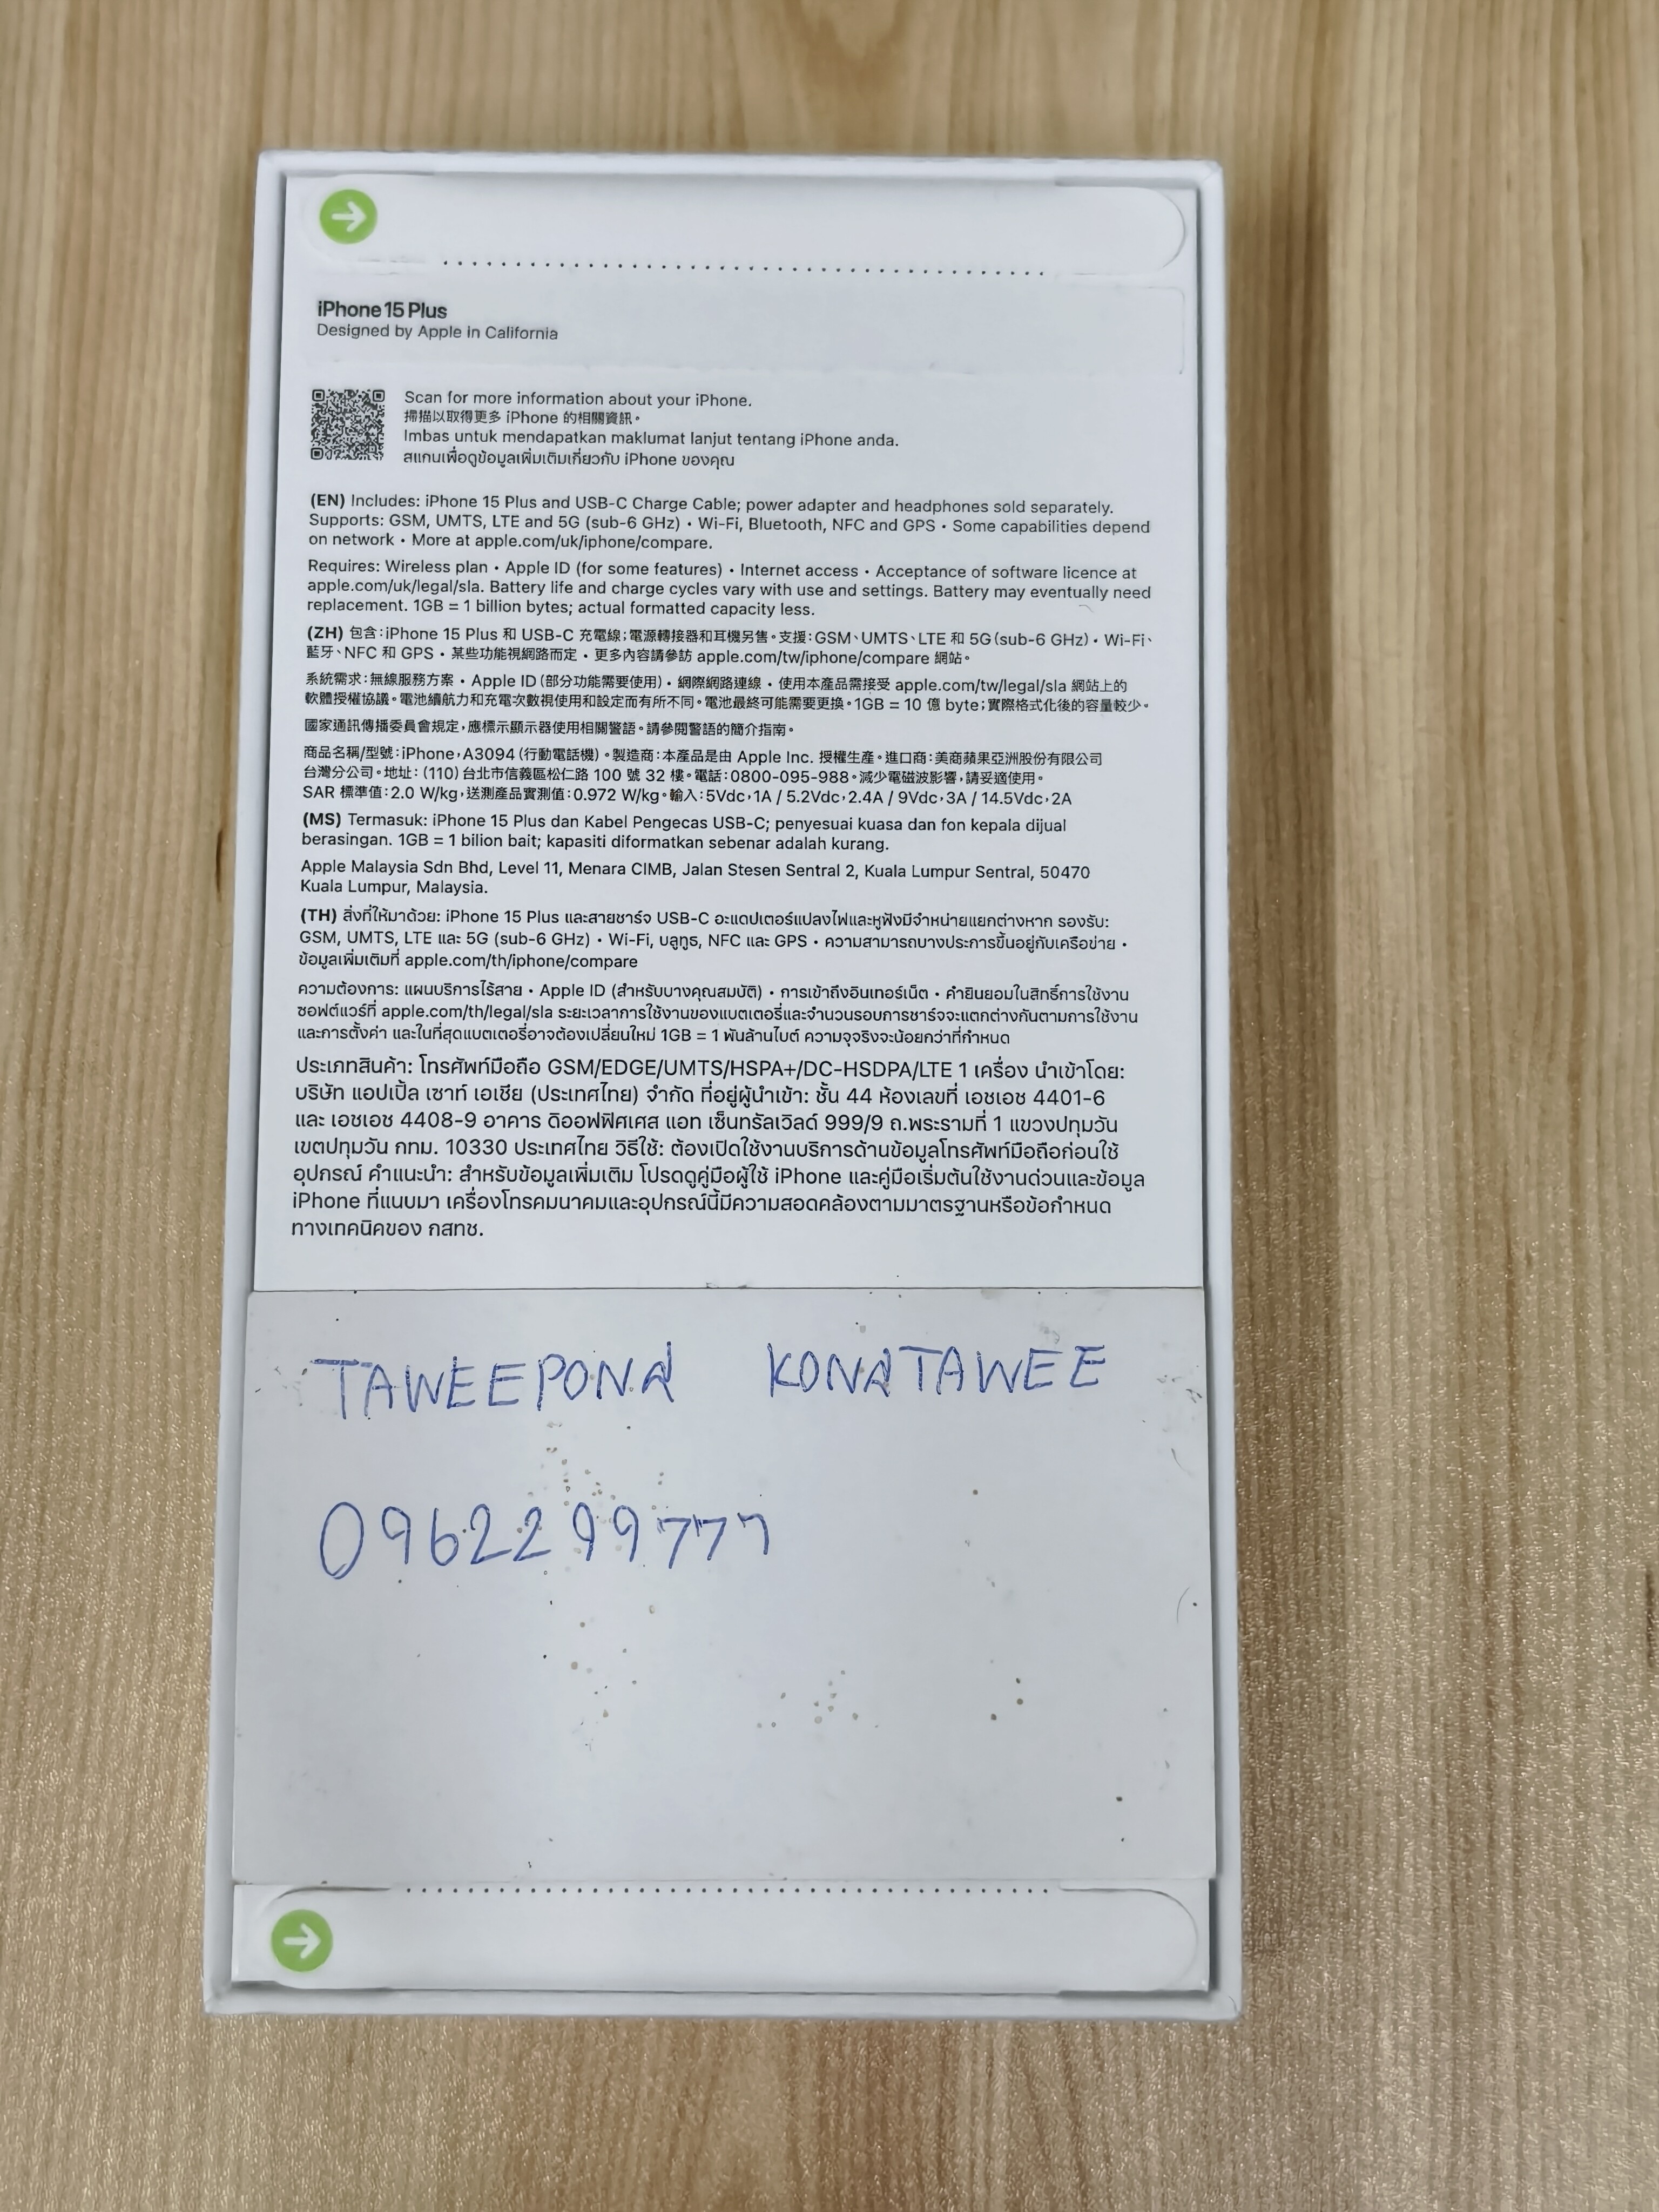 iPhone 15 Plus
Designed by Apple in California
Scan for more information about your iPhone.
掃描以取得更多 iPhone 的相關資訊。
Imbas untuk mendapatkan maklumat lanjut tentang iPhone anda.
สแกนเพื่อดูข้อมูลเพิ่มเติมเกี่ยวกับ iPhone ของคุณ
(EN) Includes: iPhone 15 Plus and USB-C Charge Cable; power adapter and headphones sold separately.
Supports: GSM, UMTS, LTE and 5G (sub-6 GHz) • Wi-Fi, Bluetooth, NFC and GPS • Some capabilities depend
on network • More at apple.com/uk/iphone/compare.
Requires: Wireless plan • Apple ID (for some features) • Internet access • Acceptance of software licence at
apple.com/uk/legal/sla. Battery life and charge cycles vary with use and settings. Battery may eventually need
replacement. 1GB = 1 billion bytes; actual formatted capacity less.
(ZH) 包含：iPhone 15 Plus 和 USB-C 充電線；電源轉接器和耳機另售。支援：GSM、UMTS、LTE 和 5G (sub-6 GHz)・Wi-Fi、
藍牙、NFC 和 GPS・某些功能視網路而定・更多內容請參訪 apple.com/tw/iphone/compare 網站。
系統需求：無線服務方案・Apple ID (部分功能需要使用)・網際網路連線・使用本產品需接受 apple.com/tw/legal/sla 網站上的
軟體授權協議。電池續航力和充電次數視使用和設定而有所不同。電池最終可能需要更換。1GB = 10 億 byte；實際格式化後的容量較少。
國家通訊傳播委員會規定，應標示顯示器使用相關警語。請參閱警語的簡介指南。
商品名稱/型號：iPhone，A3094 (行動電話機)。製造商：本產品是由 Apple Inc. 授權生產。進口商：美商蘋果亞洲股份有限公司
台灣分公司。地址：(110) 台北市信義區松仁路 100 號 32 樓。電話：0800-095-988。減少電磁波影響，請妥適使用。
SAR 標準值：2.0 W/kg，送測產品實測值：0.972 W/kg。輸入：5Vdc，1A / 5.2Vdc，2.4A / 9Vdc，3A / 14.5Vdc，2A
(MS) Termasuk: iPhone 15 Plus dan Kabel Pengecas USB-C; penyesuai kuasa dan fon kepala dijual
berasingan. 1GB = 1 bilion bait; kapasiti diformatkan sebenar adalah kurang.
Apple Malaysia Sdn Bhd, Level 11, Menara CIMB, Jalan Stesen Sentral 2, Kuala Lumpur Sentral, 50470
Kuala Lumpur, Malaysia.
(TH) สิ่งที่ให้มาด้วย: iPhone 15 Plus และสายชาร์จ USB-C อะแดปเตอร์แปลงไฟและหูฟังมีจำหน่ายแยกต่างหาก รองรับ:
GSM, UMTS, LTE และ 5G (sub-6 GHz) • Wi-Fi, บลูทูธ, NFC และ GPS • ความสามารถบางประการขึ้นอยู่กับเครือข่าย •
ข้อมูลเพิ่มเติมที่ apple.com/th/iphone/compare
ความต้องการ: แผนบริการไร้สาย • Apple ID (สำหรับบางคุณสมบัติ) • การเข้าถึงอินเทอร์เน็ต • คำยินยอมในสิทธิ์การใช้งาน
ซอฟต์แวร์ที่ apple.com/th/legal/sla ระยะเวลาการใช้งานของแบตเตอรี่และจำนวนรอบการชาร์จจะแตกต่างกันตามการใช้งาน
และการตั้งค่า และในที่สุดแบตเตอรี่อาจต้องเปลี่ยนใหม่ 1GB = 1 พันล้านไบต์ ความจุจริงจะน้อยกว่าที่กำหนด
ประเภทสินค้า: โทรศัพท์มือถือ GSM/EDGE/UMTS/HSPA+/DC-HSDPA/LTE 1 เครื่อง นำเข้าโดย:
บริษัท แอปเปิ้ล เซาท์ เอเชีย (ประเทศไทย) จำกัด ที่อยู่ผู้นำเข้า: ชั้น 44 ห้องเลขที่ เอชเอช 4401-6
และ เอชเอช 4408-9 อาคาร ดิออฟฟิศเศส แอท เซ็นทรัลเวิลด์ 999/9 ถ.พระรามที่ 1 แขวงปทุมวัน
เขตปทุมวัน กทม. 10330 ประเทศไทย วิธีใช้: ต้องเปิดใช้งานบริการด้านข้อมูลโทรศัพท์มือถือก่อนใช้
อุปกรณ์ คำแนะนำ: สำหรับข้อมูลเพิ่มเติม โปรดดูคู่มือผู้ใช้ iPhone และคู่มือเริ่มต้นใช้งานด่วนและข้อมูล
iPhone ที่แนบมา เครื่องโทรคมนาคมและอุปกรณ์นี้มีความสอดคล้องตามมาตรฐานหรือข้อกำหนด
ทางเทคนิคของ กสทช.
TAWEEPONG KONGTAWEE
0962299777